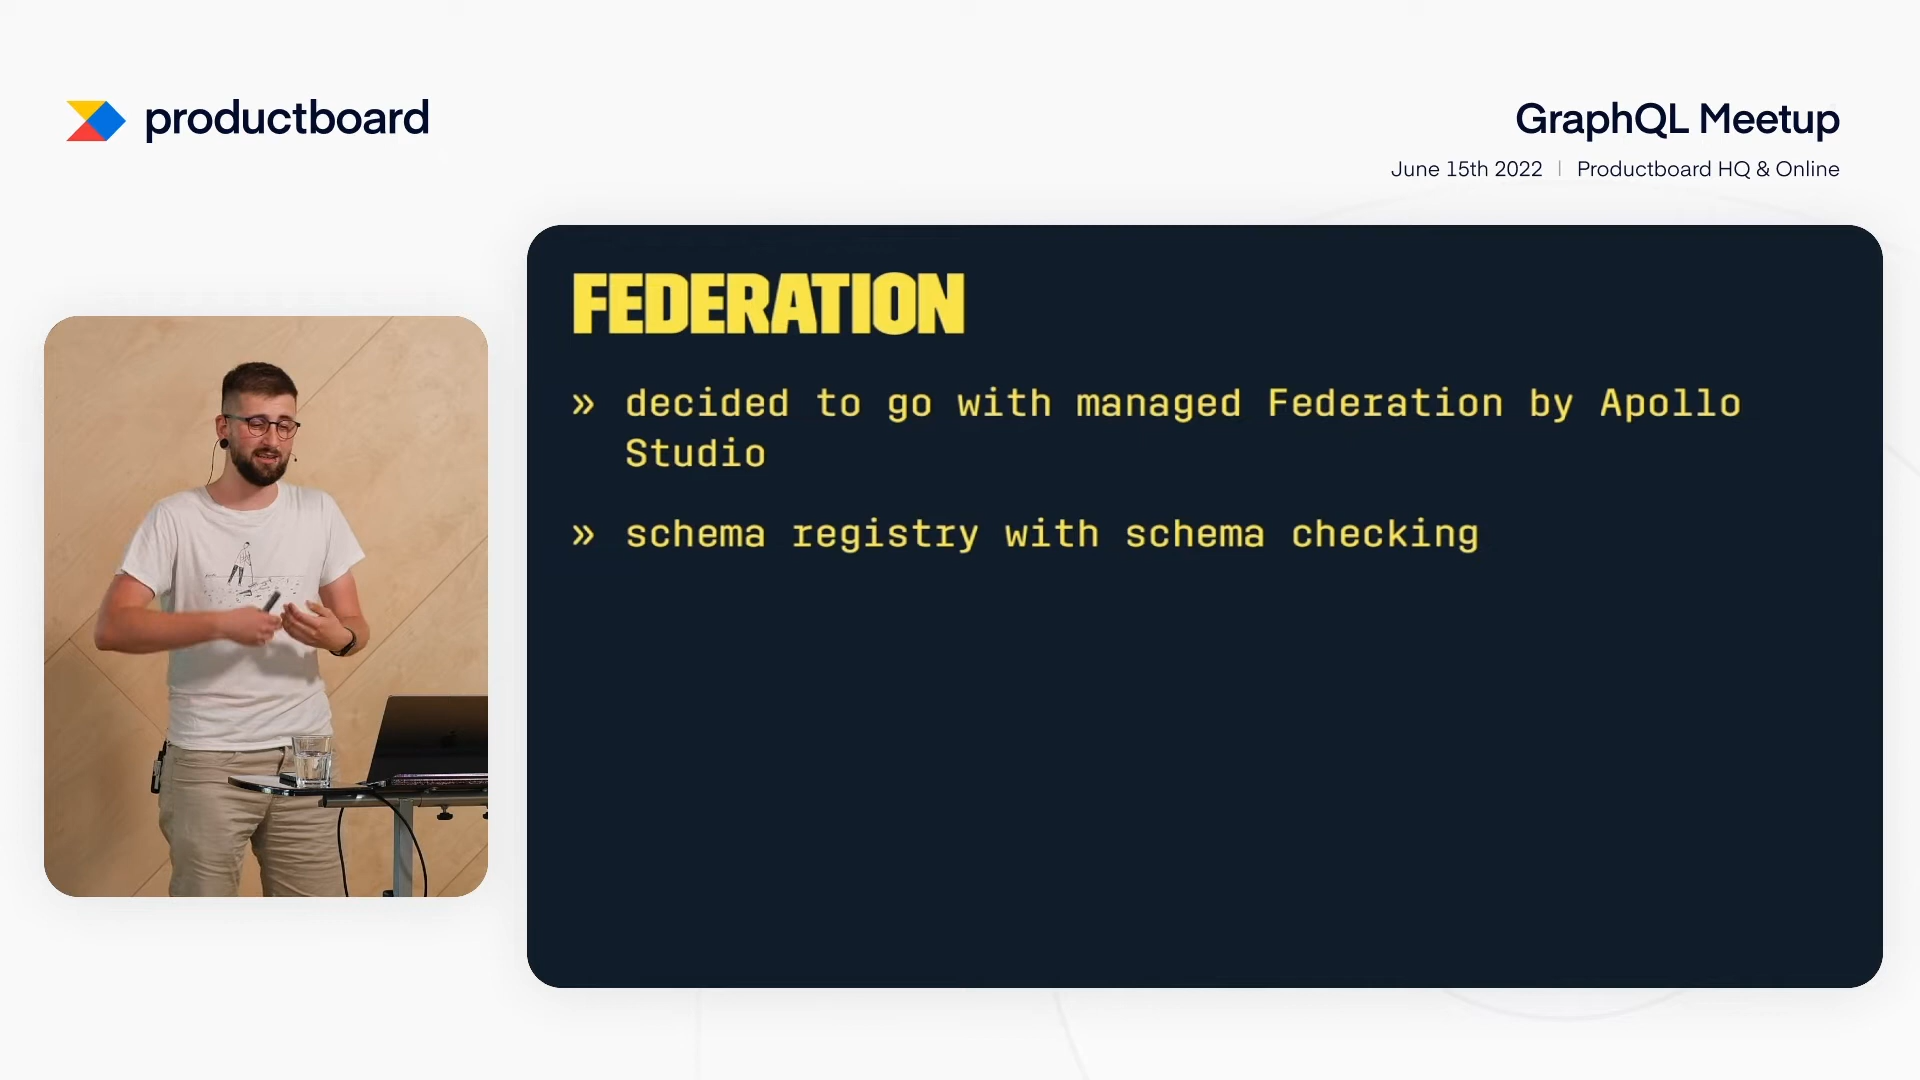 productboard
GraphQL Meetup
June 15th 2022 | Productboard HQ & Online
FEDERATION
» decided to go with managed Federation by Apollo
Studio
» schema registry with schema checking